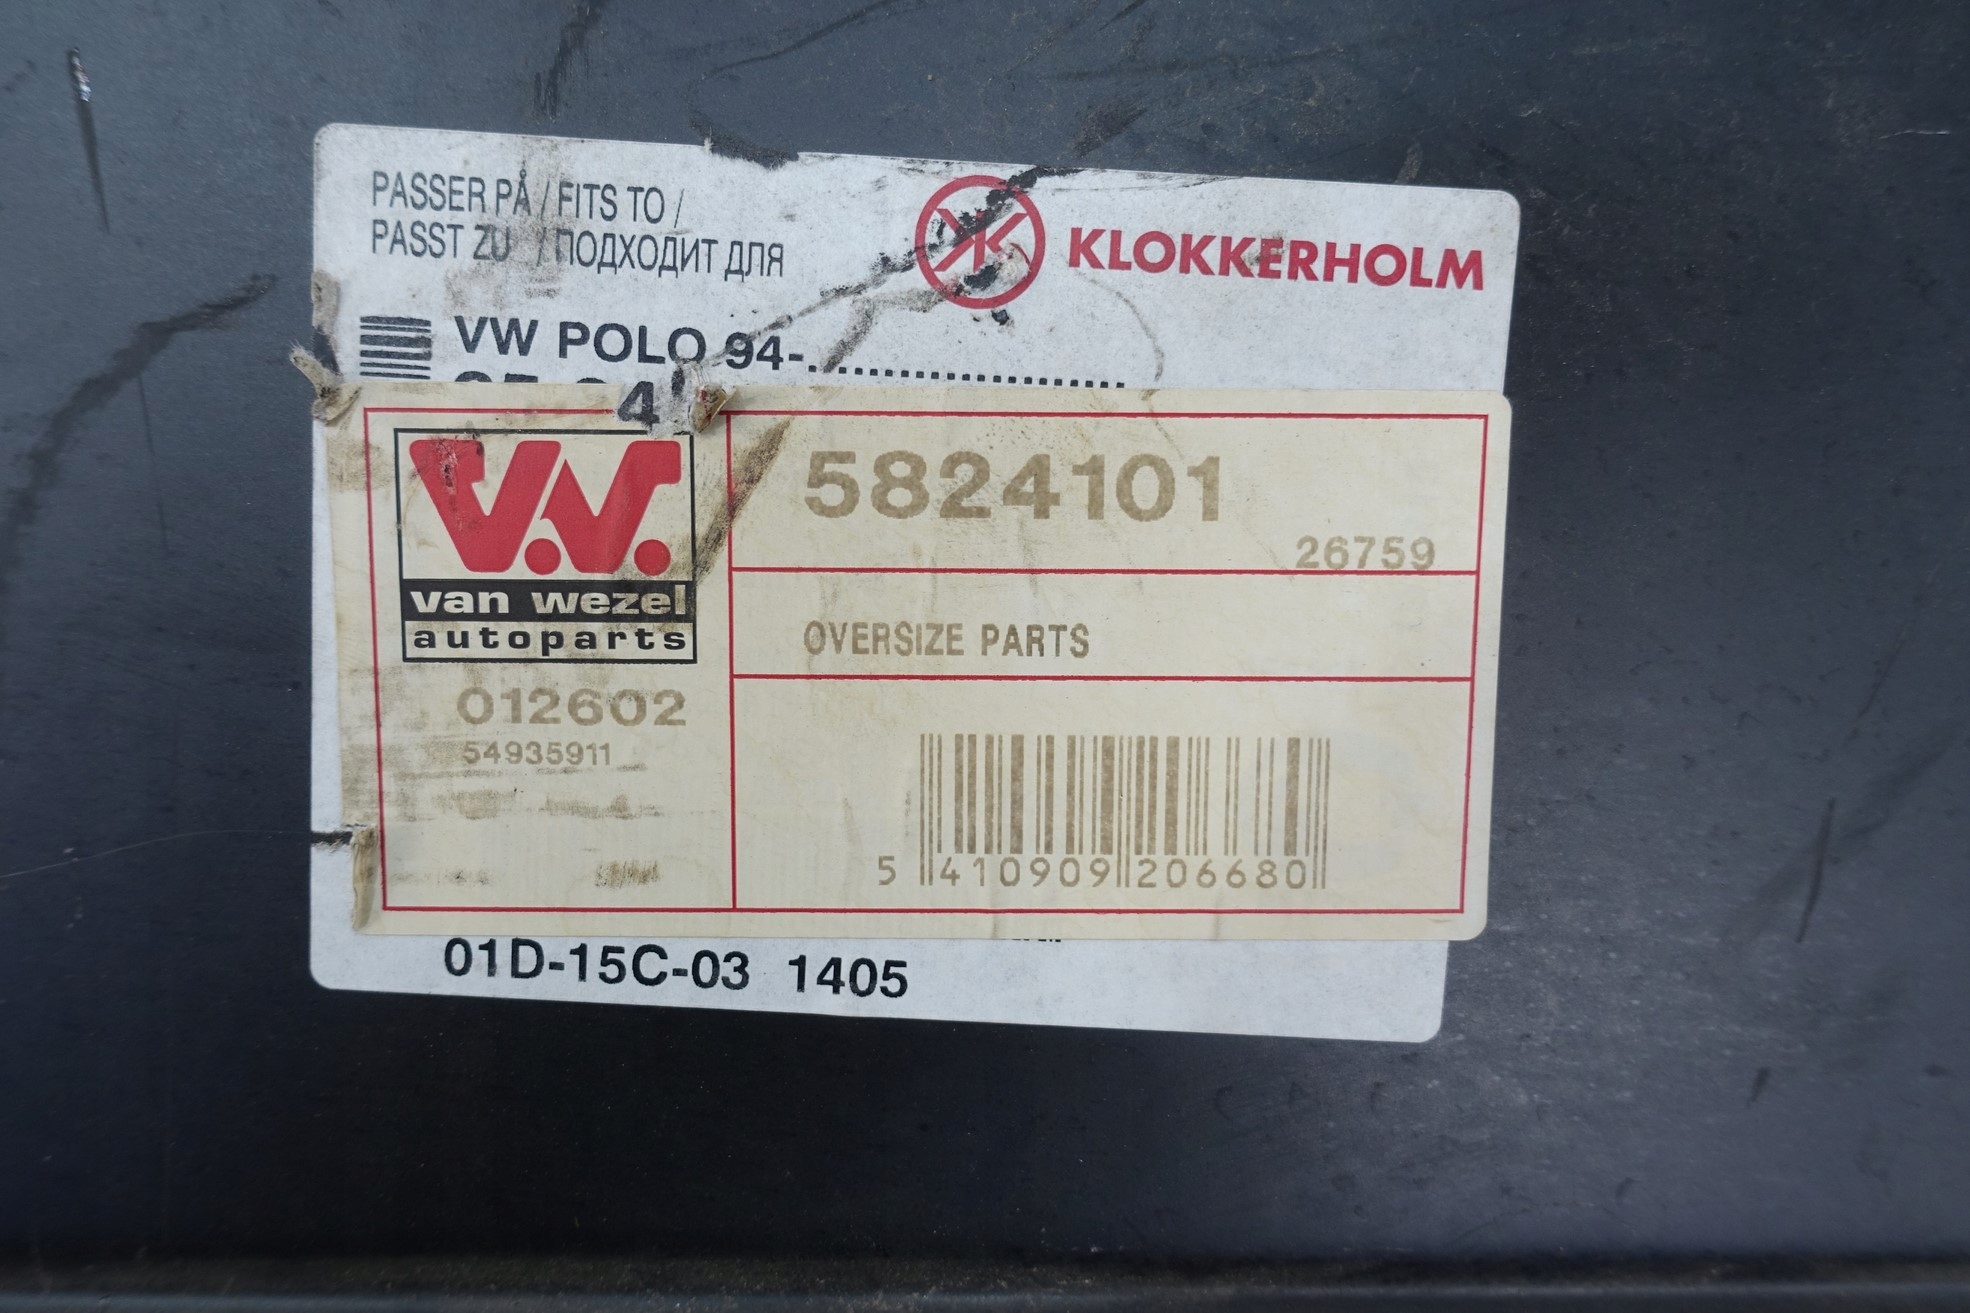 PASSER PÅ / FITS TO /
PASST ZU / ПОДХОДИТ ДЛЯ
KLOKKERHOLM
VW POLO 94-
V.W.
van wezel
autoparts
5824101
26759
OVERSIZE PARTS
012602
54935911
5 410909 206680
01D-15C-03 1405